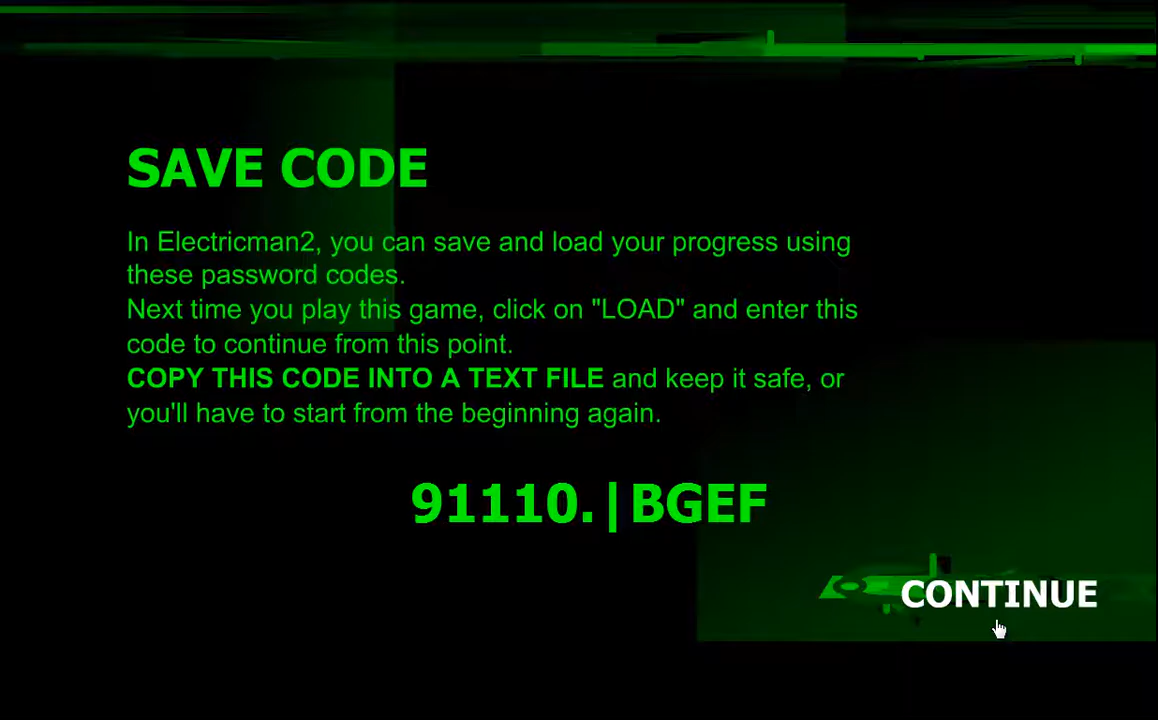 SAVE CODE
In Electricman2, you can save and load your progress using
these password codes.
Next time you play this game, click on "LOAD" and enter this
code to continue from this point.
COPY THIS CODE INTO A TEXT FILE and keep it safe, or
you'll have to start from the beginning again.
91110.|BGEF
CONTINUE